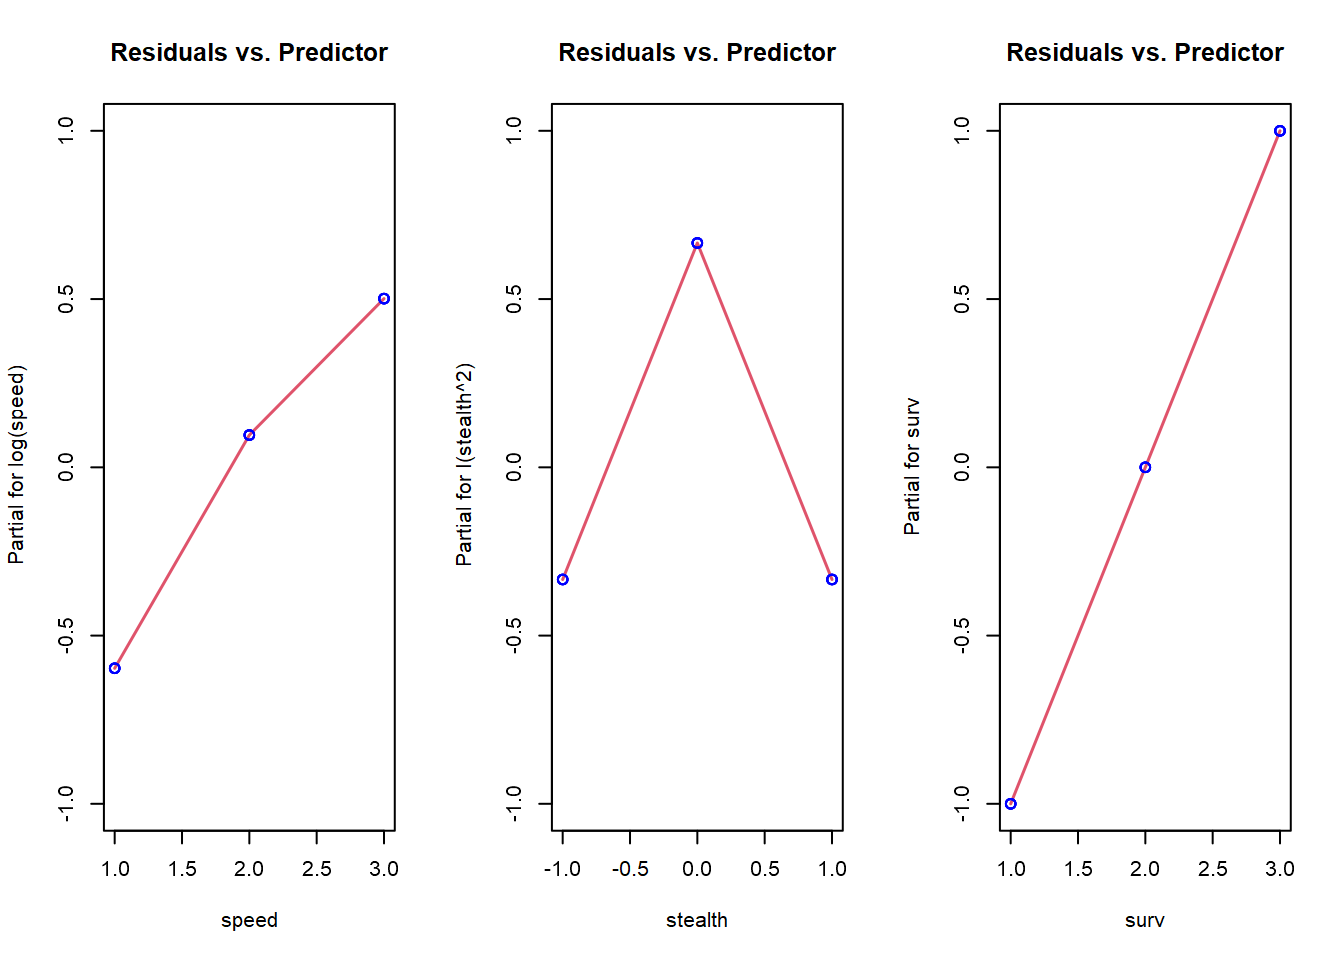 Residuals vs. Predictor
Partial for log(speed)
1.0
0.5
0.0
-0.5
-1.0
1.0 1.5 2.0 2.5 3.0
speed
Residuals vs. Predictor
Partial for I(stealth^2)
1.0
0.5
0.0
-0.5
-1.0
-1.0 -0.5 0.0 0.5 1.0
stealth
Residuals vs. Predictor
Partial for surv
1.0
0.5
0.0
-0.5
-1.0
1.0 1.5 2.0 2.5 3.0
surv